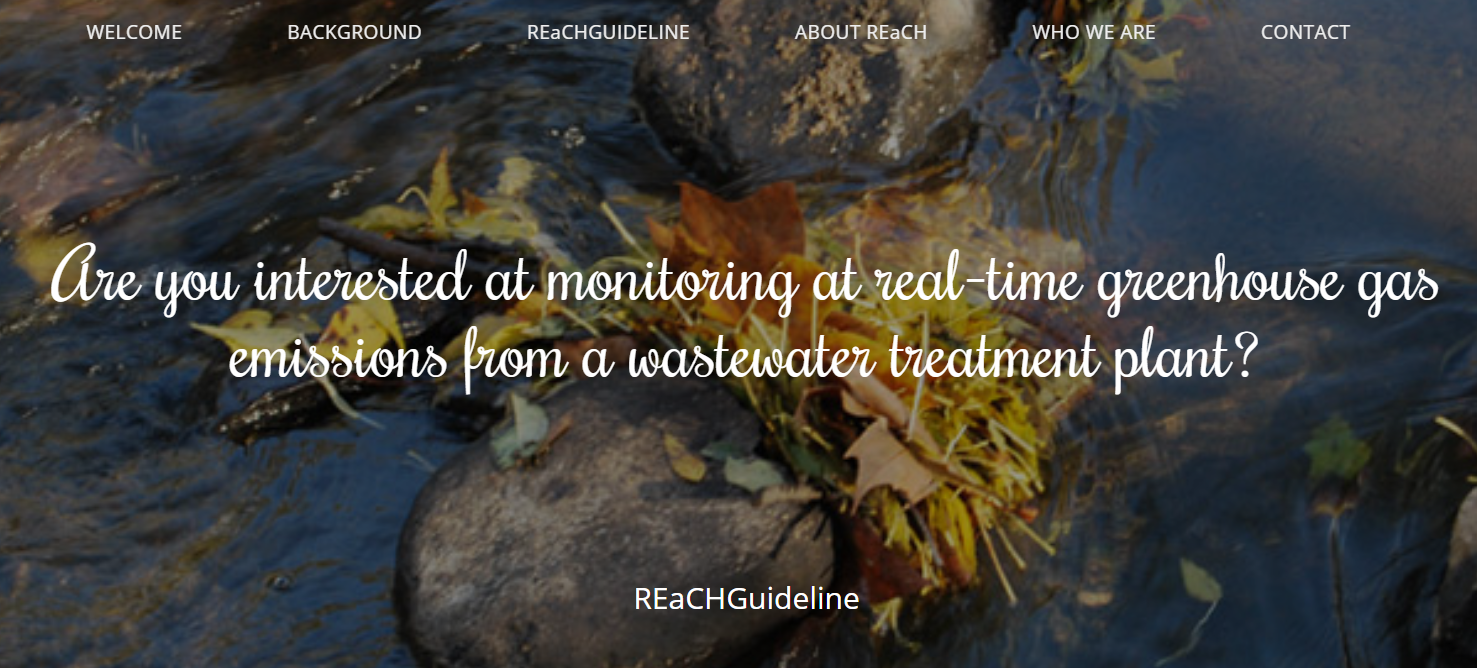 WELCOME BACKGROUND REaCHGUIDELINE ABOUT REaCH WHO WE ARE CONTACT
Are you interested at monitoring at real-time greenhouse gas
emissions from a wastewater treatment plant?
REaCHGuideline